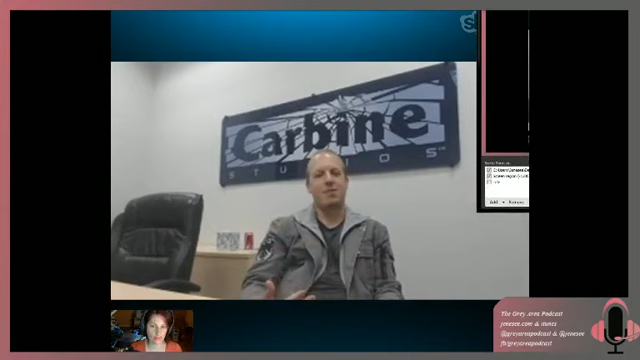 Carbine
STUDIOS
The Grey Area Podcast
jenesee.com & itunes
@greyareapodcast & @jenesee
fb/greyareapodcast